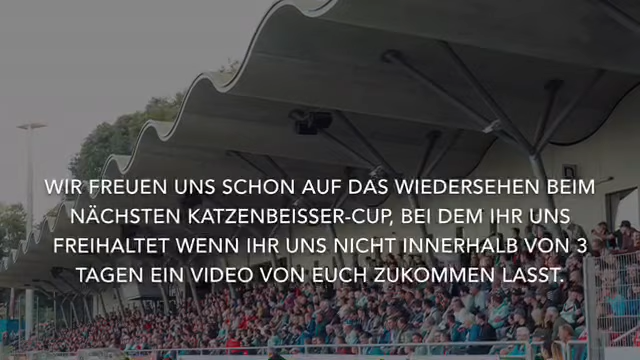 WIR FREUEN UNS SCHON AUF DAS WIEDERSEHEN BEIM
NÄCHSTEN KATZENBEISSER-CUP, BEI DEM IHR UNS
FREIHALTET WENN IHR UNS NICHT INNERHALB VON 3
TAGEN EIN VIDEO VON EUCH ZUKOMMEN LASST.